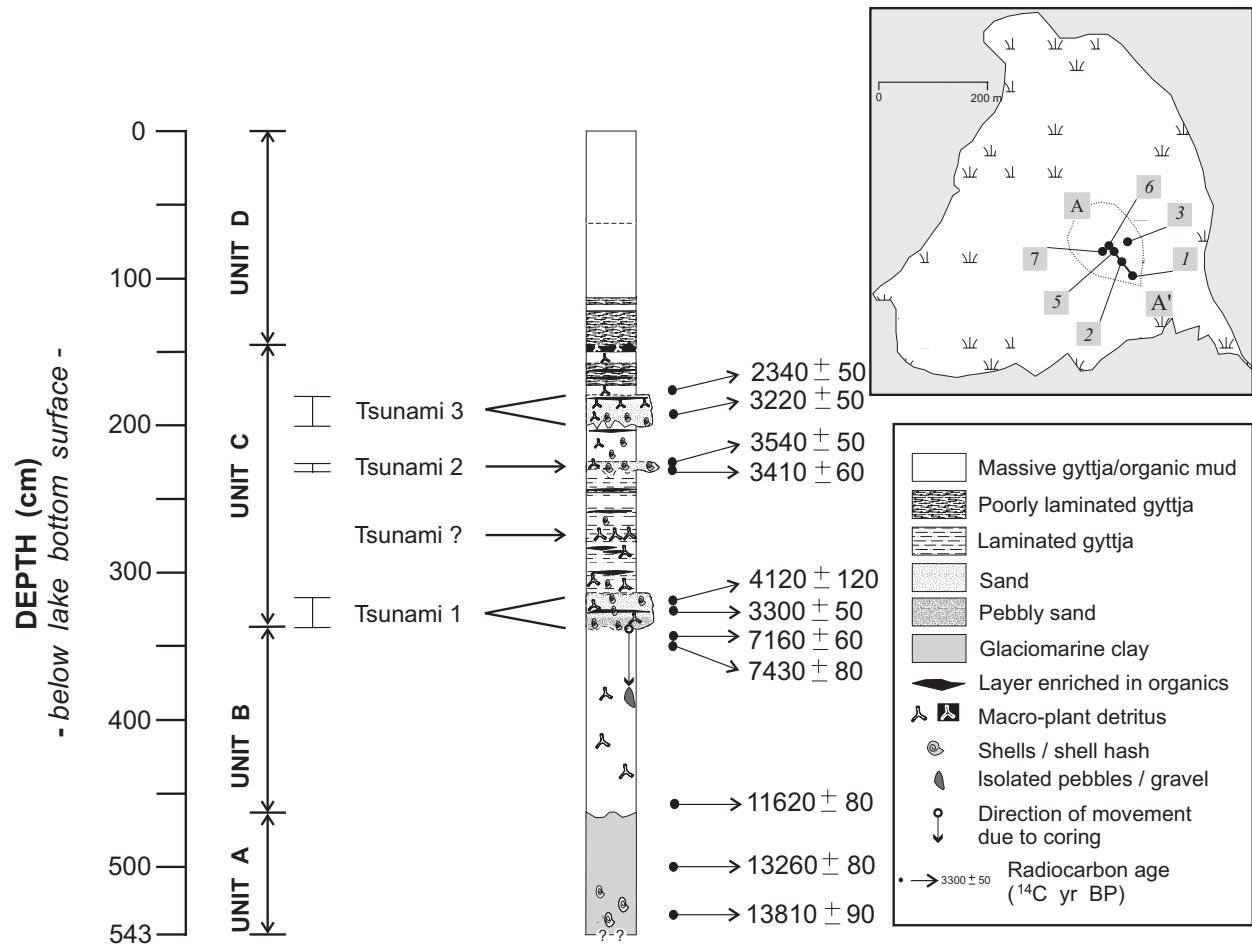 0
100
200
300
400
500
543
DEPTH (cm)
- below lake bottom surface -
UNIT D
UNIT C
UNIT B
UNIT A
Tsunami 3
Tsunami 2
Tsunami ?
Tsunami 1
2340 ± 50
3220 ± 50
3540 ± 50
3410 ± 60
4120 ± 120
3300 ± 50
7160 ± 60
7430 ± 80
11620 ± 80
13260 ± 80
13810 ± 90
? - ?
0
200 m
A
6
3
7
1
5
A'
2
Massive gyttja/organic mud
Poorly laminated gyttja
Laminated gyttja
Sand
Pebbly sand
Glaciomarine clay
Layer enriched in organics
Macro-plant detritus
Shells / shell hash
Isolated pebbles / gravel
Direction of movement
due to coring
3300 ± 50
Radiocarbon age
(¹⁴C yr BP)